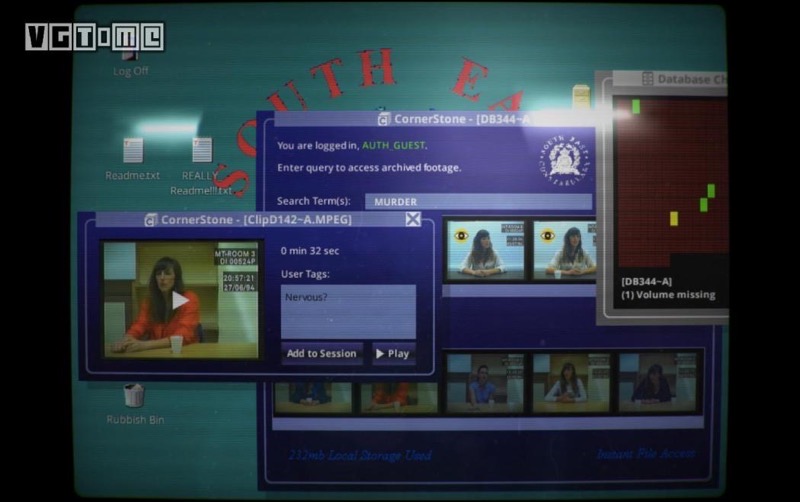 VGTIME
Log Off
SOUTH EA
Database Ch
CornerStone - [DB344~A
You are logged in, AUTH_GUEST.
Enter query to access archived footage.
Readme.txt
REALLY
Readme!!!.txt
Search Term(s):
MURDER
CornerStone - [ClipD142~A.MPEG]
0 min 32 sec
MT-ROOM 3
DI 00524P
20:57:21
27/06/94
User Tags:
Nervous?
[DB344~A]
(1) Volume missing
Add to Session
Play
Rubbish Bin
232mb Local Storage Used
Instant File Access